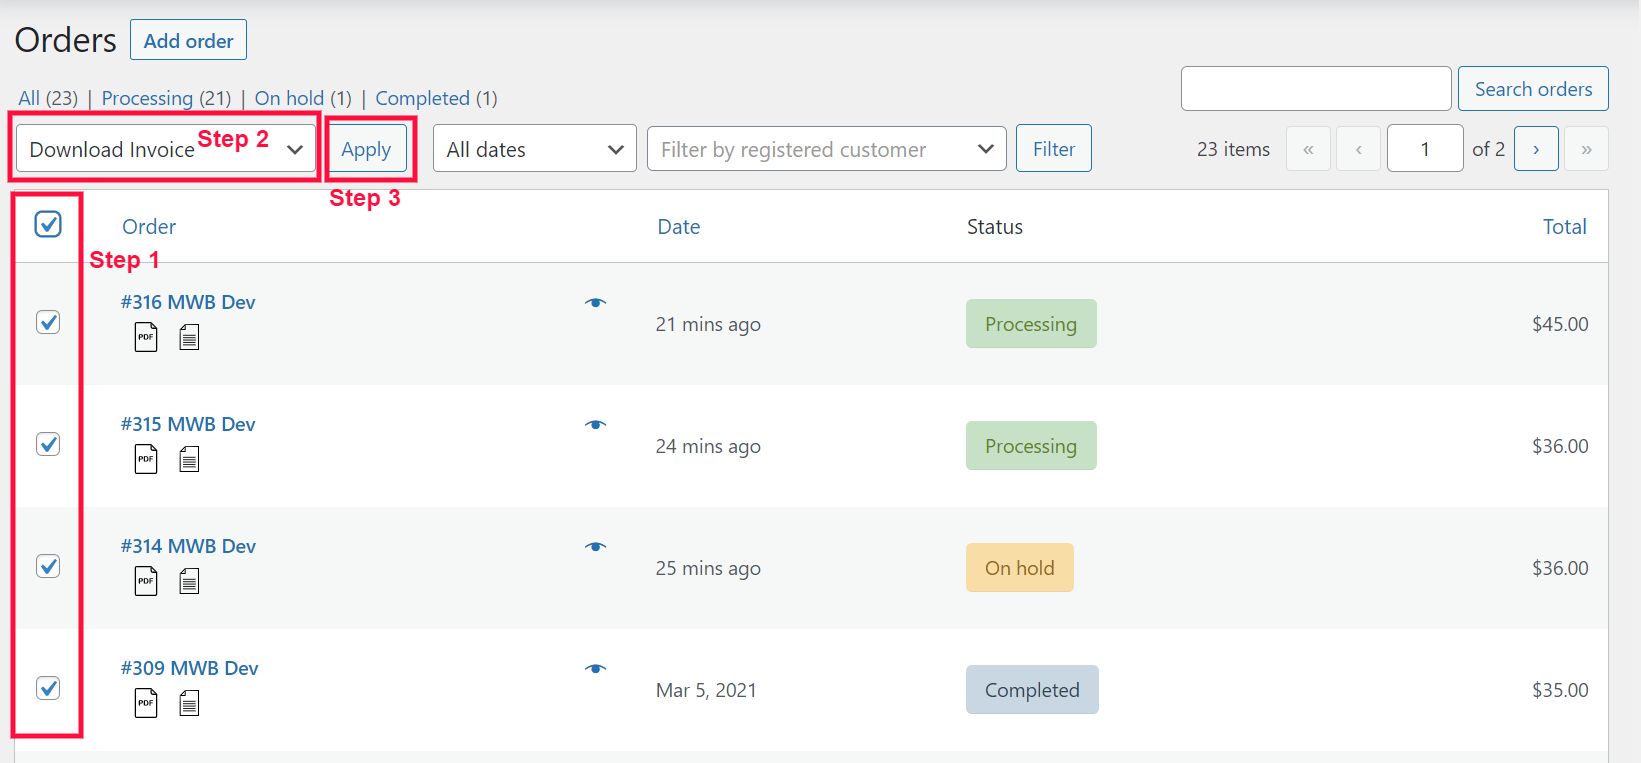 Orders Add order
Search orders
All (23) | Processing (21) | On hold (1) | Completed (1)
Download Invoice Step 2 Apply All dates Filter by registered customer Filter 23 items « ‹ 1 of 2 › »
Step 3
Order Date Status Total
Step 1
#316 MWB Dev
PDF
21 mins ago Processing $45.00
#315 MWB Dev
PDF
24 mins ago Processing $36.00
#314 MWB Dev
PDF
25 mins ago On hold $36.00
#309 MWB Dev
PDF
Mar 5, 2021 Completed $35.00